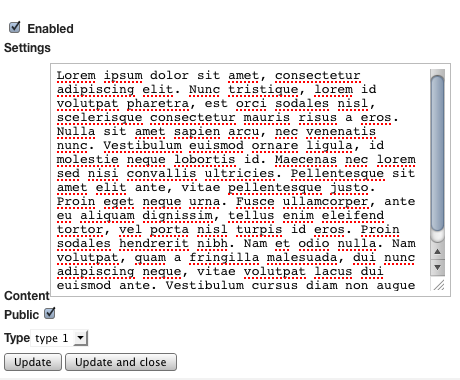 Enabled
Settings
Lorem ipsum dolor sit amet, consectetur
adipiscing elit. Nunc tristique, lorem id
volutpat pharetra, est orci sodales nisl,
scelerisque consectetur mauris risus a eros.
Nulla sit amet sapien arcu, nec venenatis
nunc. Vestibulum euismod ornare ligula, id
molestie neque lobortis id. Maecenas nec lorem
sed nisi convallis ultricies. Pellentesque sit
amet elit ante, vitae pellentesque justo.
Proin eget neque urna. Fusce ullamcorper, ante
eu aliquam dignissim, tellus enim eleifend
tortor, vel porta nisl turpis id eros. Proin
sodales hendrerit nibh. Nam et odio nulla. Nam
volutpat, quam a fringilla malesuada, dui nunc
adipiscing neque, vitae volutpat lacus dui
euismod ante. Vestibulum cursus diam non augue
Content
Public
Type type 1
Update Update and close